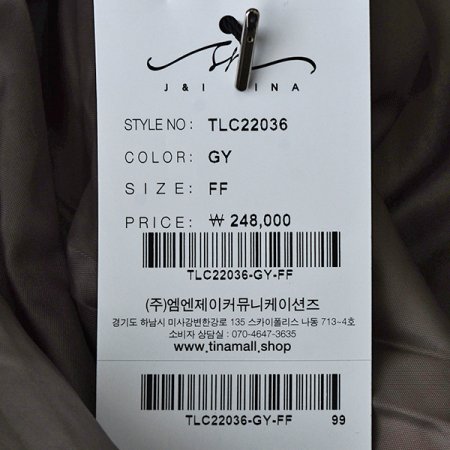 J & I TINA
STYLE NO : TLC22036
COLOR: GY
SIZE: FF
PRICE: ₩ 248,000
TLC22036-GY-FF
(주)엠엔제이커뮤니케이션즈
경기도 하남시 미사강변한강로 135 스카이폴리스 나동 713~4호
소비자 상담실 : 070-4647-3635
www.tinamall.shop
TLC22036-GY-FF 99